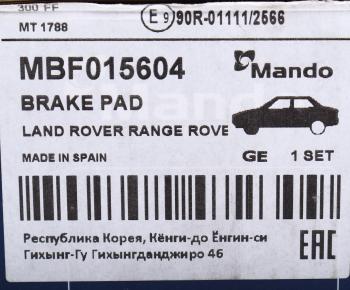 300 FF
MT 1788
E 9 90R-01111/2566
MBF015604
Mando
BRAKE PAD
LAND ROVER RANGE ROVE
MADE IN SPAIN
GE 1 SET
Республика Корея, Кёнги-до Ёнгин-си
Гихынг-Гу Гихынгданджиро 46
EAC